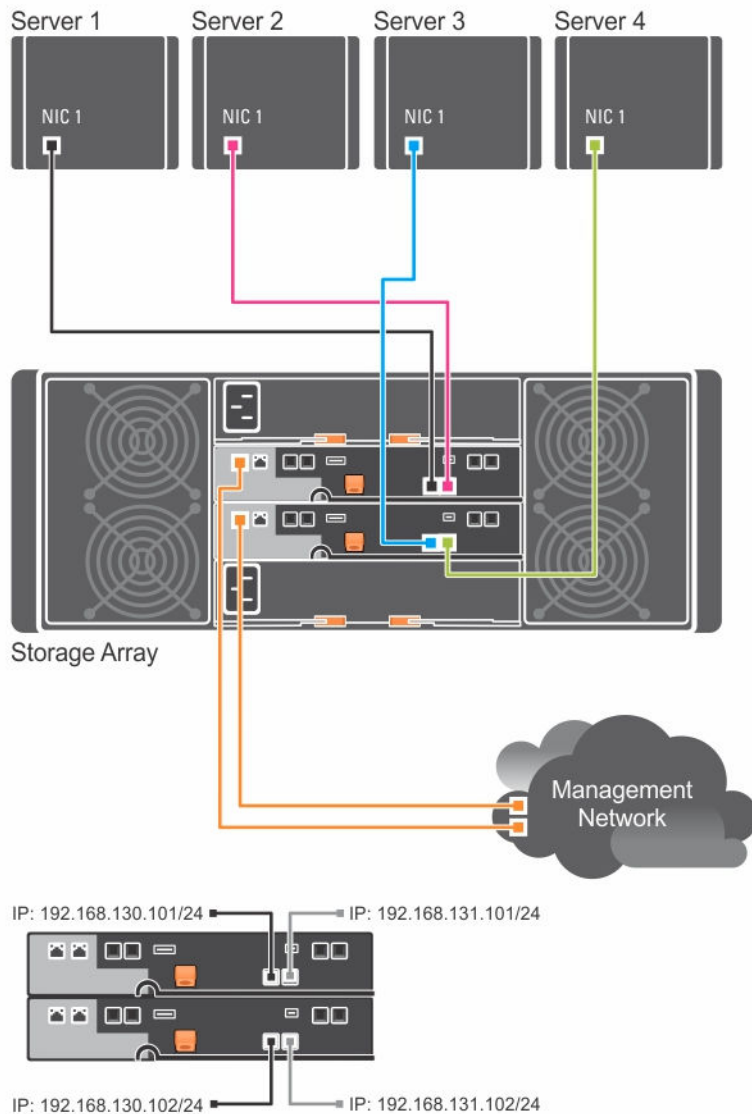 Server 1
Server 2
Server 3
Server 4
NIC 1
NIC 1
NIC 1
NIC 1
Storage Array
Management
Network
IP: 192.168.130.101/24
IP: 192.168.131.101/24
IP: 192.168.130.102/24
IP: 192.168.131.102/24